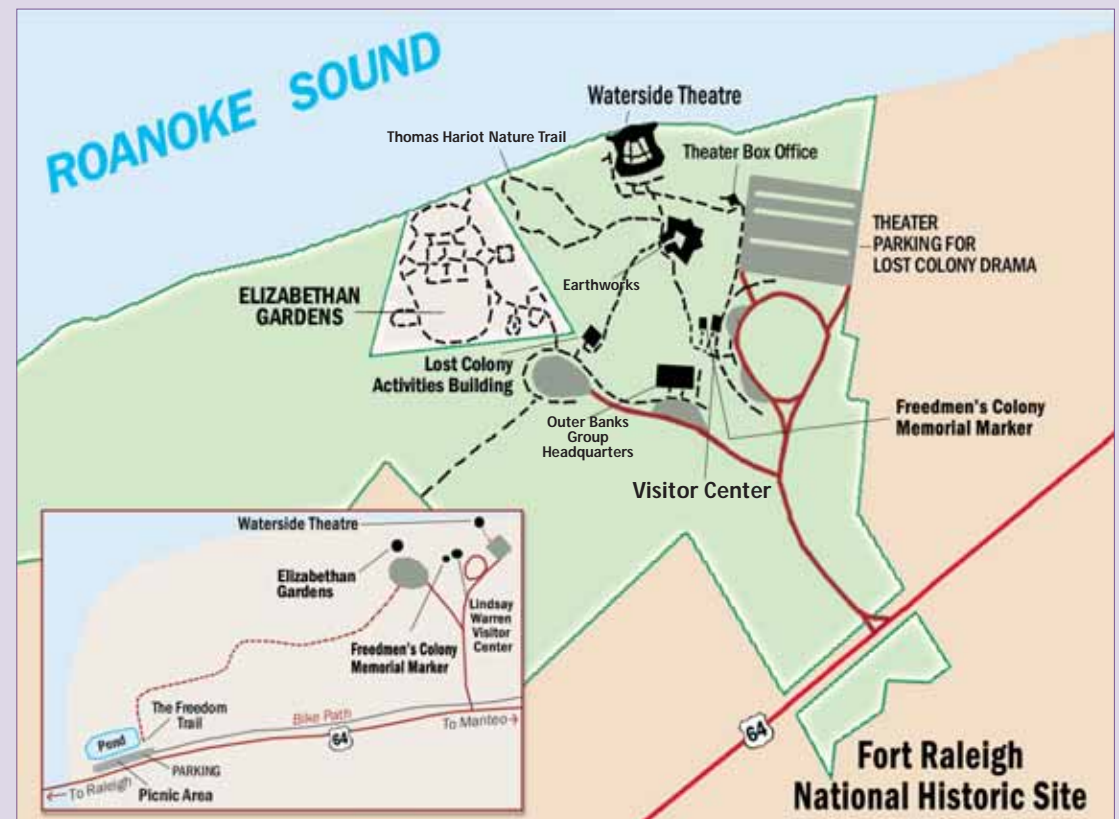 ROANOKE SOUND
Waterside Theatre
Thomas Hariot Nature Trail
Theater Box Office
THEATER
PARKING FOR
LOST COLONY DRAMA
Earthworks
ELIZABETHAN
GARDENS
Lost Colony
Activities Building
Freedmen's Colony
Memorial Marker
Outer Banks
Group
Headquarters
Visitor Center
Waterside Theatre
Elizabethan
Gardens
Lindsay
Warren
Visitor
Center
Freedmen's Colony
Memorial Marker
The Freedom
Trail
Bike Path
To Manteo
64
Pond
PARKING
To Raleigh
Picnic Area
64
Fort Raleigh
National Historic Site